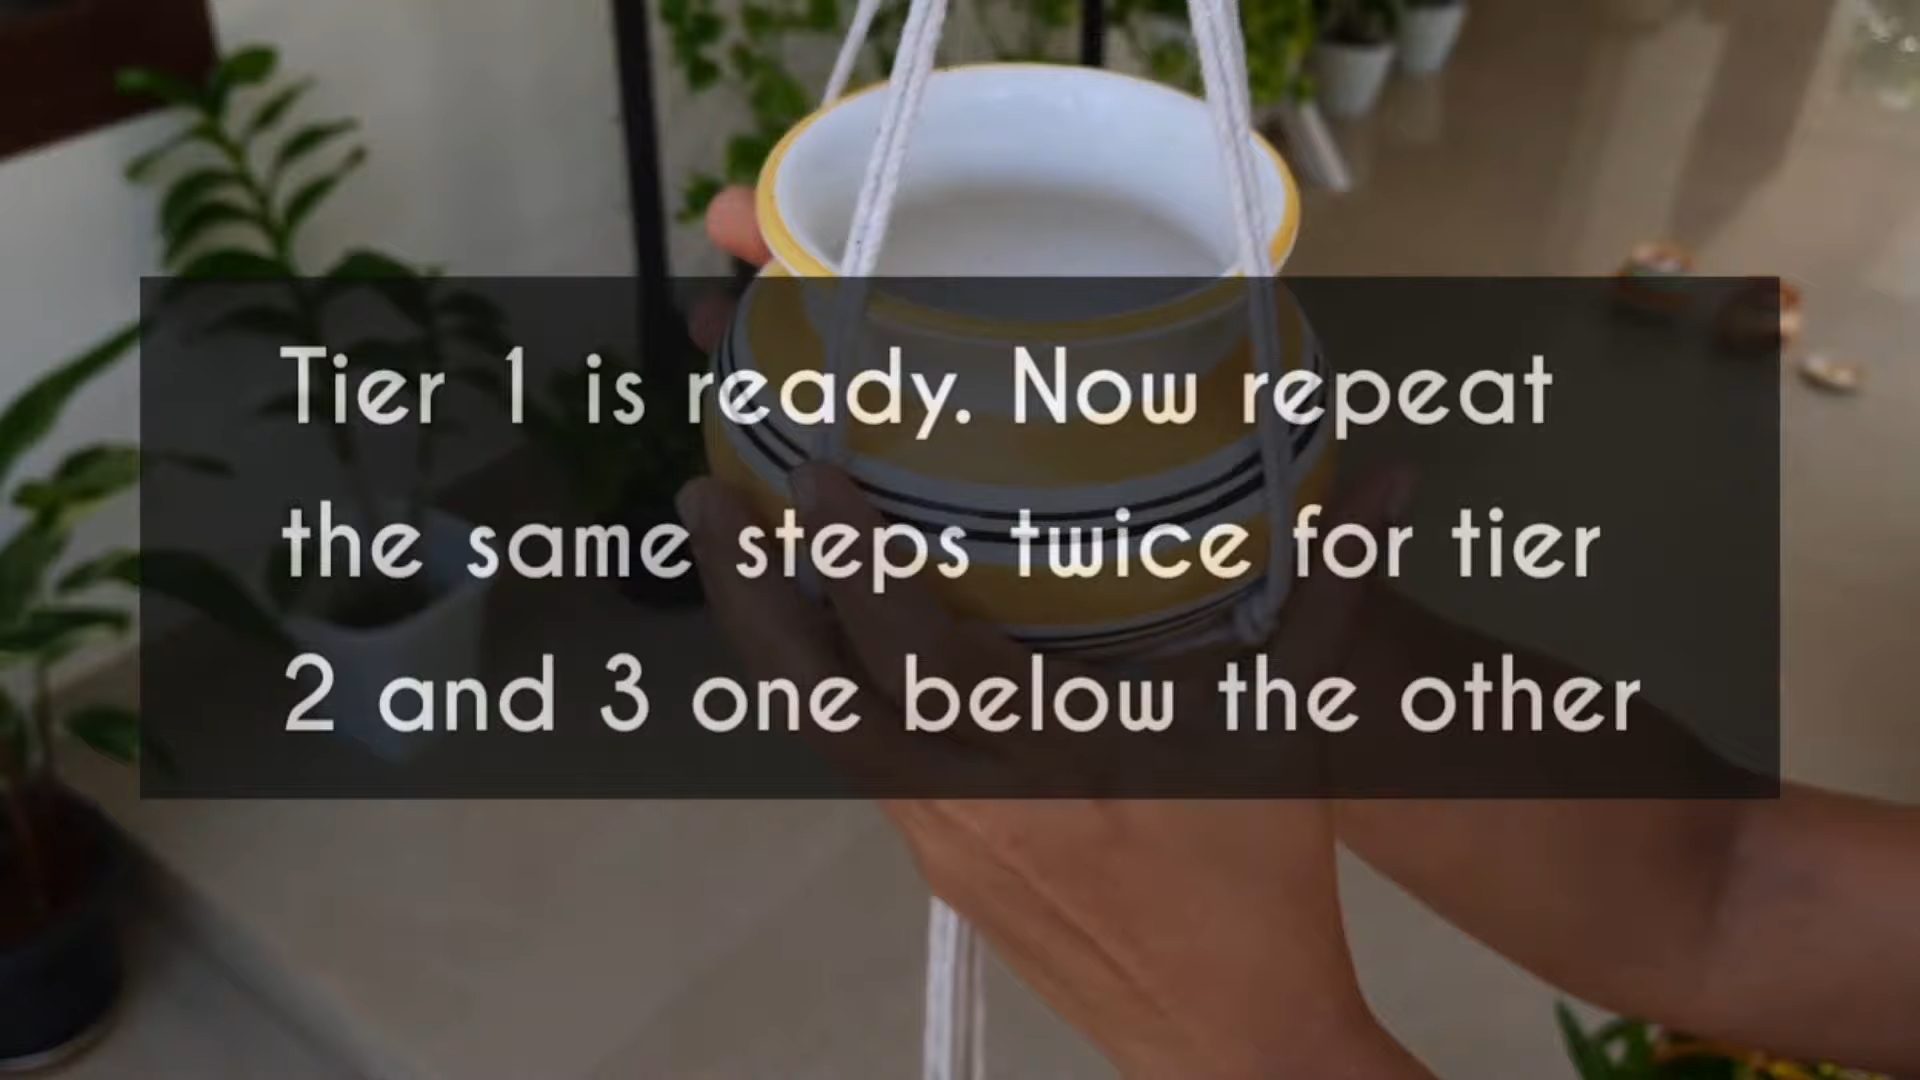 Tier 1 is ready. Now repeat
the same steps twice for tier
2 and 3 one below the other